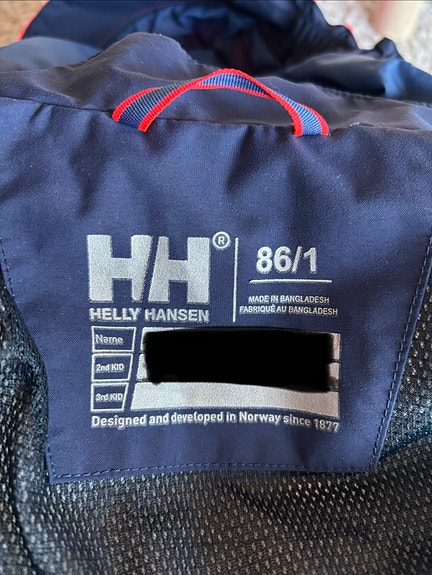 HH®
HELLY HANSEN
86/1
MADE IN BANGLADESH
FABRIQUÉ AU BANGLADESH
Name
2nd KID
3rd KID
Designed and developed in Norway since 1877